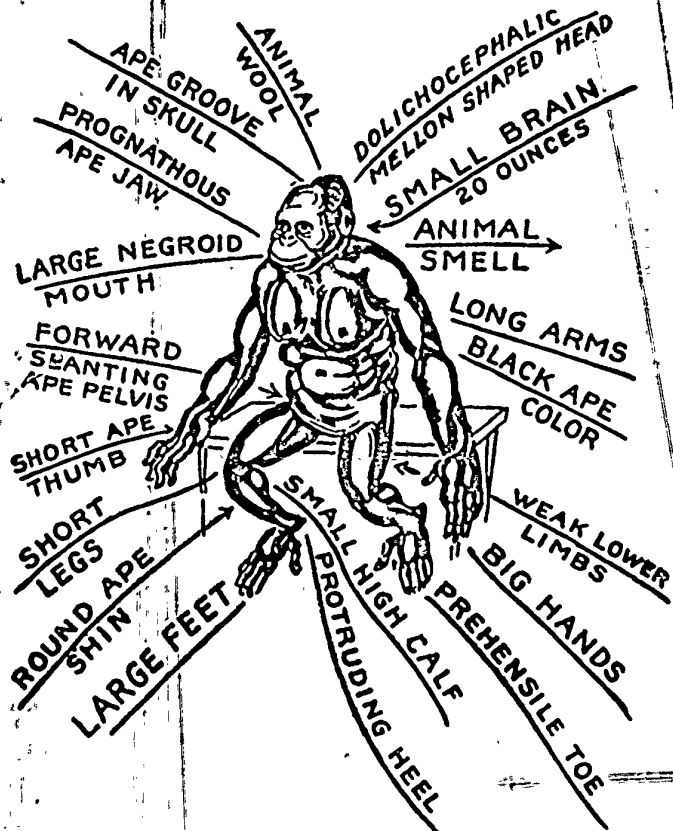 ANIMAL
WOOL
APE GROOVE
IN SKULL
PROGNATHOUS
APE JAW
LARGE NEGROID
MOUTH
FORWARD
SLANTING
APE PELVIS
SHORT APE
THUMB
SHORT
LEGS
ROUND APE
SHIN
LARGE FEET
DOLICHOCEPHALIC
MELLON SHAPED HEAD
SMALL BRAIN
20 OUNCES
ANIMAL
SMELL
LONG ARMS
BLACK APE
COLOR
WEAK LOWER
LIMBS
BIG HANDS
PREHENSILE TOE
SMALL HIGH CALF
PROTRUDING HEEL